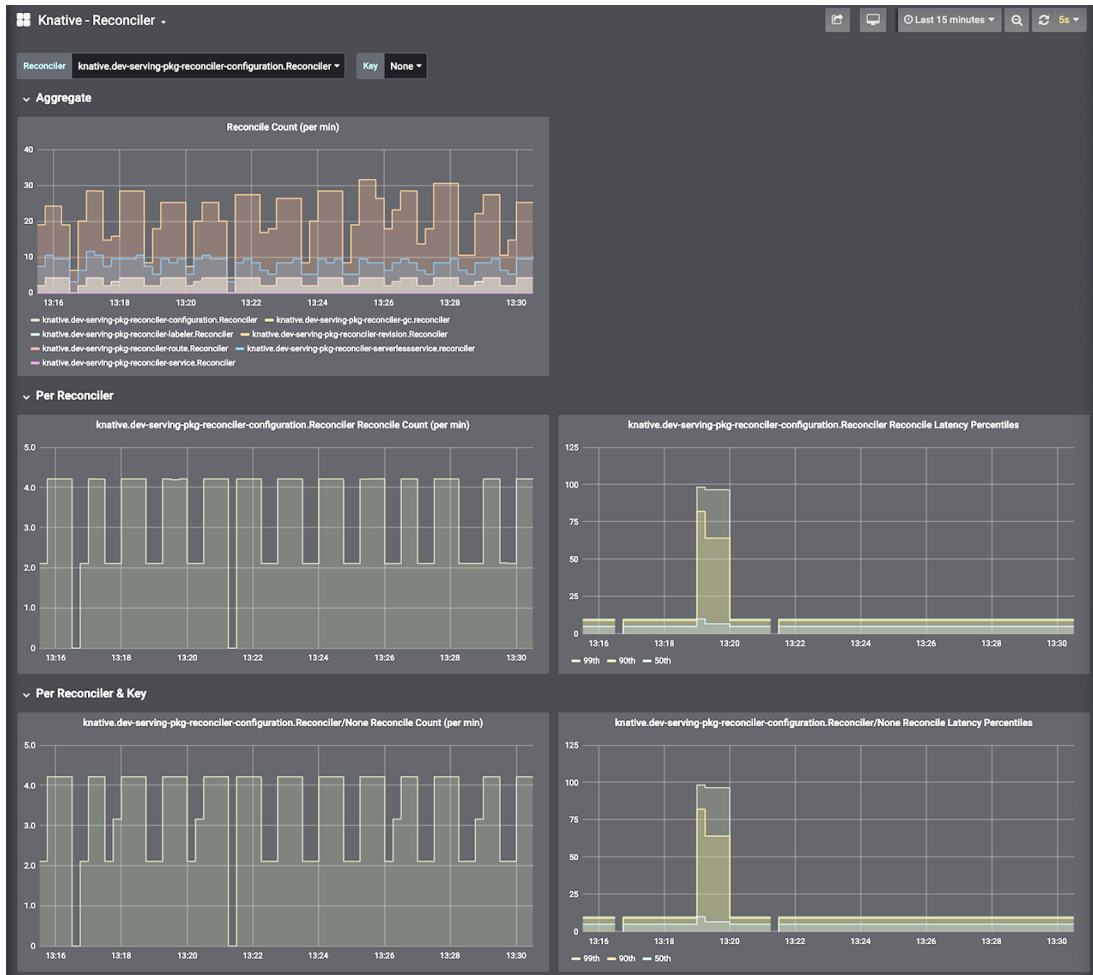 Knative - Reconciler
Last 15 minutes
5s
Reconciler knative.dev-serving-pkg-reconciler-configuration.Reconciler Key None
Aggregate
Reconcile Count (per min)
40
30
20
10
0
13:16 13:18 13:20 13:22 13:24 13:26 13:28 13:30
knative.dev-serving-pkg-reconciler-configuration.Reconciler knative.dev-serving-pkg-reconciler-gc.reconciler
knative.dev-serving-pkg-reconciler-labeler.Reconciler knative.dev-serving-pkg-reconciler-revision.Reconciler
knative.dev-serving-pkg-reconciler-route.Reconciler knative.dev-serving-pkg-reconciler-serverlessservice.reconciler
knative.dev-serving-pkg-reconciler-service.Reconciler
Per Reconciler
knative.dev-serving-pkg-reconciler-configuration.Reconciler Reconcile Count (per min)
5.0
4.0
3.0
2.0
1.0
0
13:16 13:18 13:20 13:22 13:24 13:26 13:28 13:30
knative.dev-serving-pkg-reconciler-configuration.Reconciler Reconcile Latency Percentiles
125
100
75
50
25
0
13:16 13:18 13:20 13:22 13:24 13:26 13:28 13:30
99th 90th 50th
Per Reconciler & Key
knative.dev-serving-pkg-reconciler-configuration.Reconciler/None Reconcile Count (per min)
5.0
4.0
3.0
2.0
1.0
0
13:16 13:18 13:20 13:22 13:24 13:26 13:28 13:30
knative.dev-serving-pkg-reconciler-configuration.Reconciler/None Reconcile Latency Percentiles
125
100
75
50
25
0
13:16 13:18 13:20 13:22 13:24 13:26 13:28 13:30
99th 90th 50th